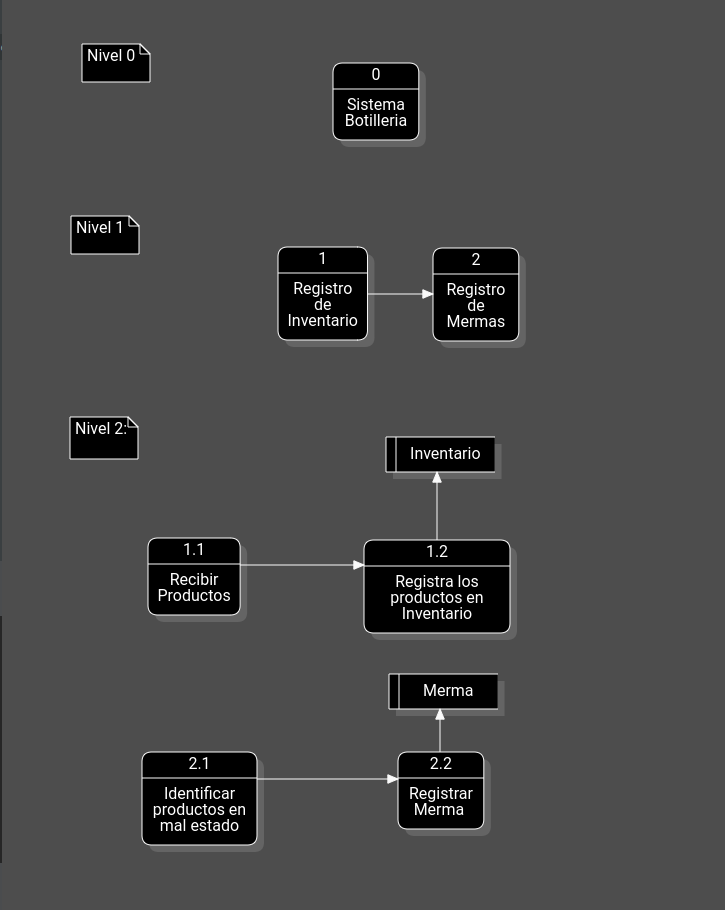 Nivel 0
0
Sistema
Botilleria
Nivel 1
1
Registro
de
Inventario
2
Registro
de
Mermas
Nivel 2:
Inventario
1.1
Recibir
Productos
1.2
Registra los
productos en
Inventario
Merma
2.1
Identificar
productos en
mal estado
2.2
Registrar
Merma